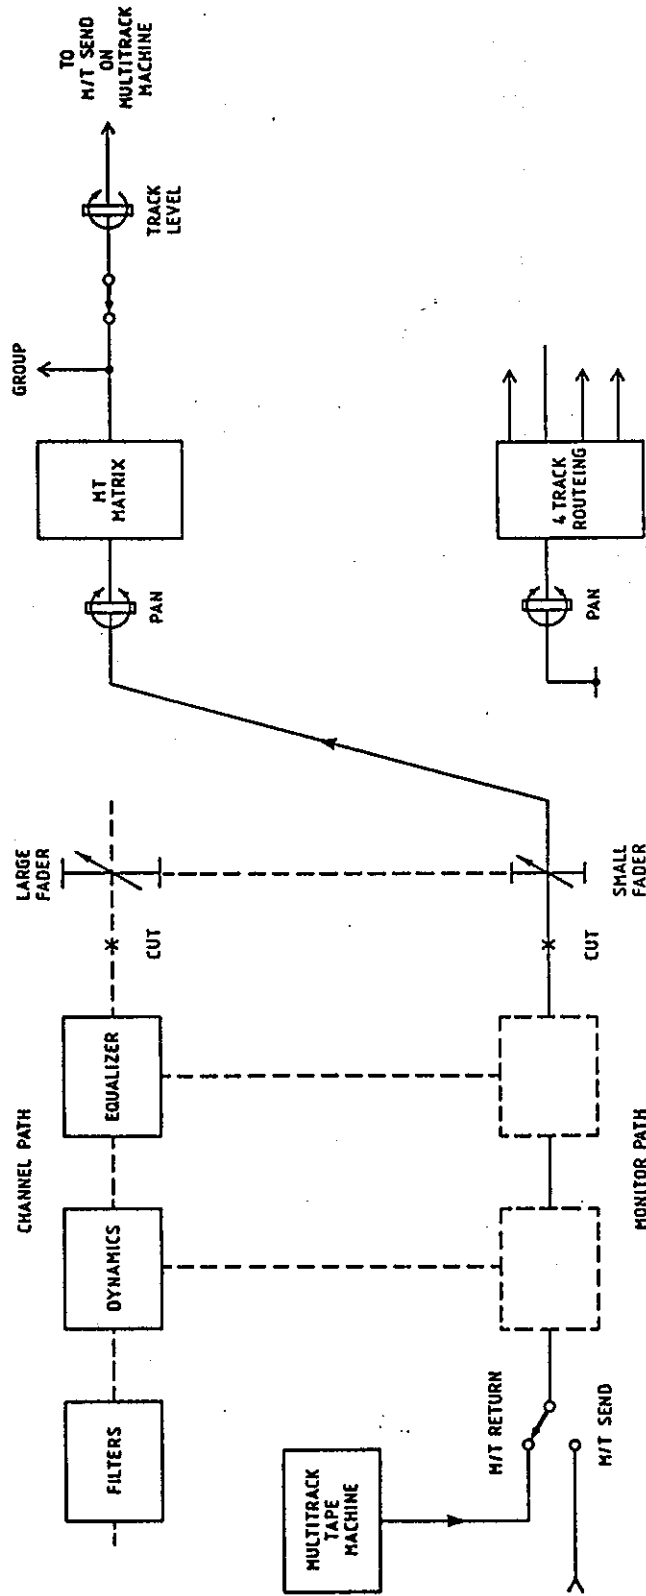 CHANNEL PATH
FILTERS
DYNAMICS
EQUALIZER
CUT
LARGE
FADER
PAN
MT
MATRIX
GROUP
TRACK
LEVEL
TO
M/T SEND
ON
MULTITRACK
MACHINE
MULTITRACK
TAPE
MACHINE
M/T RETURN
M/T SEND
MONITOR PATH
CUT
SMALL
FADER
PAN
4 TRACK
ROUTEING